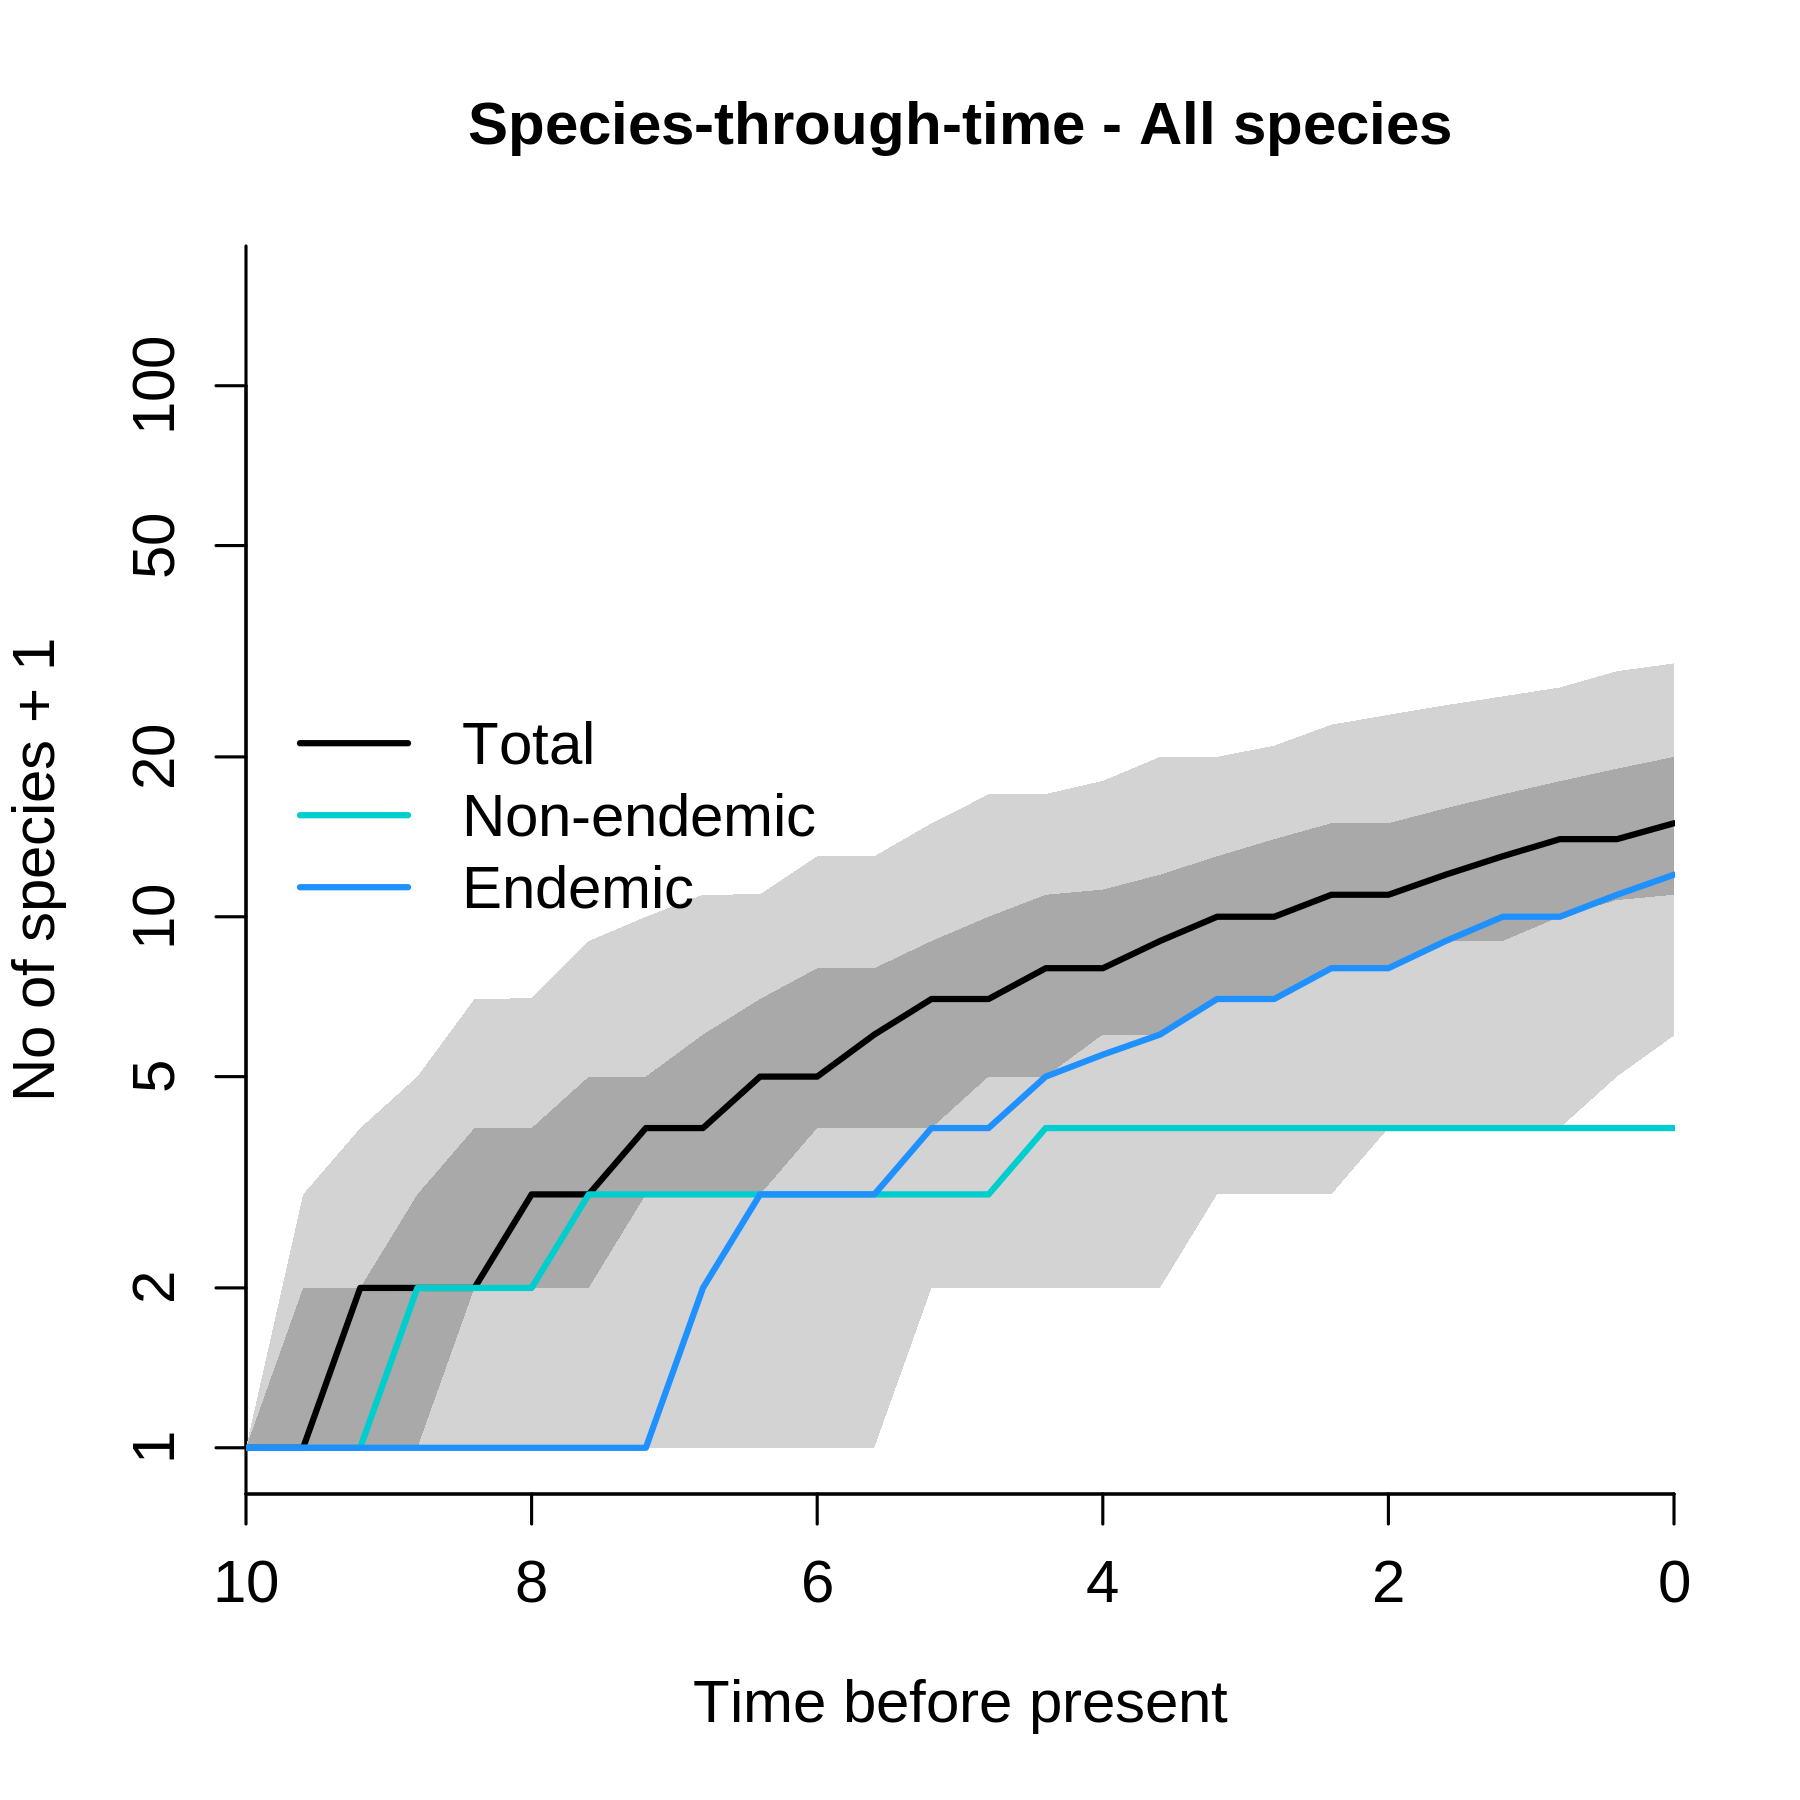 Species-through-time - All species
No of species + 1
100
50
20
10
5
2
1
Total
Non-endemic
Endemic
10 8 6 4 2 0
Time before present